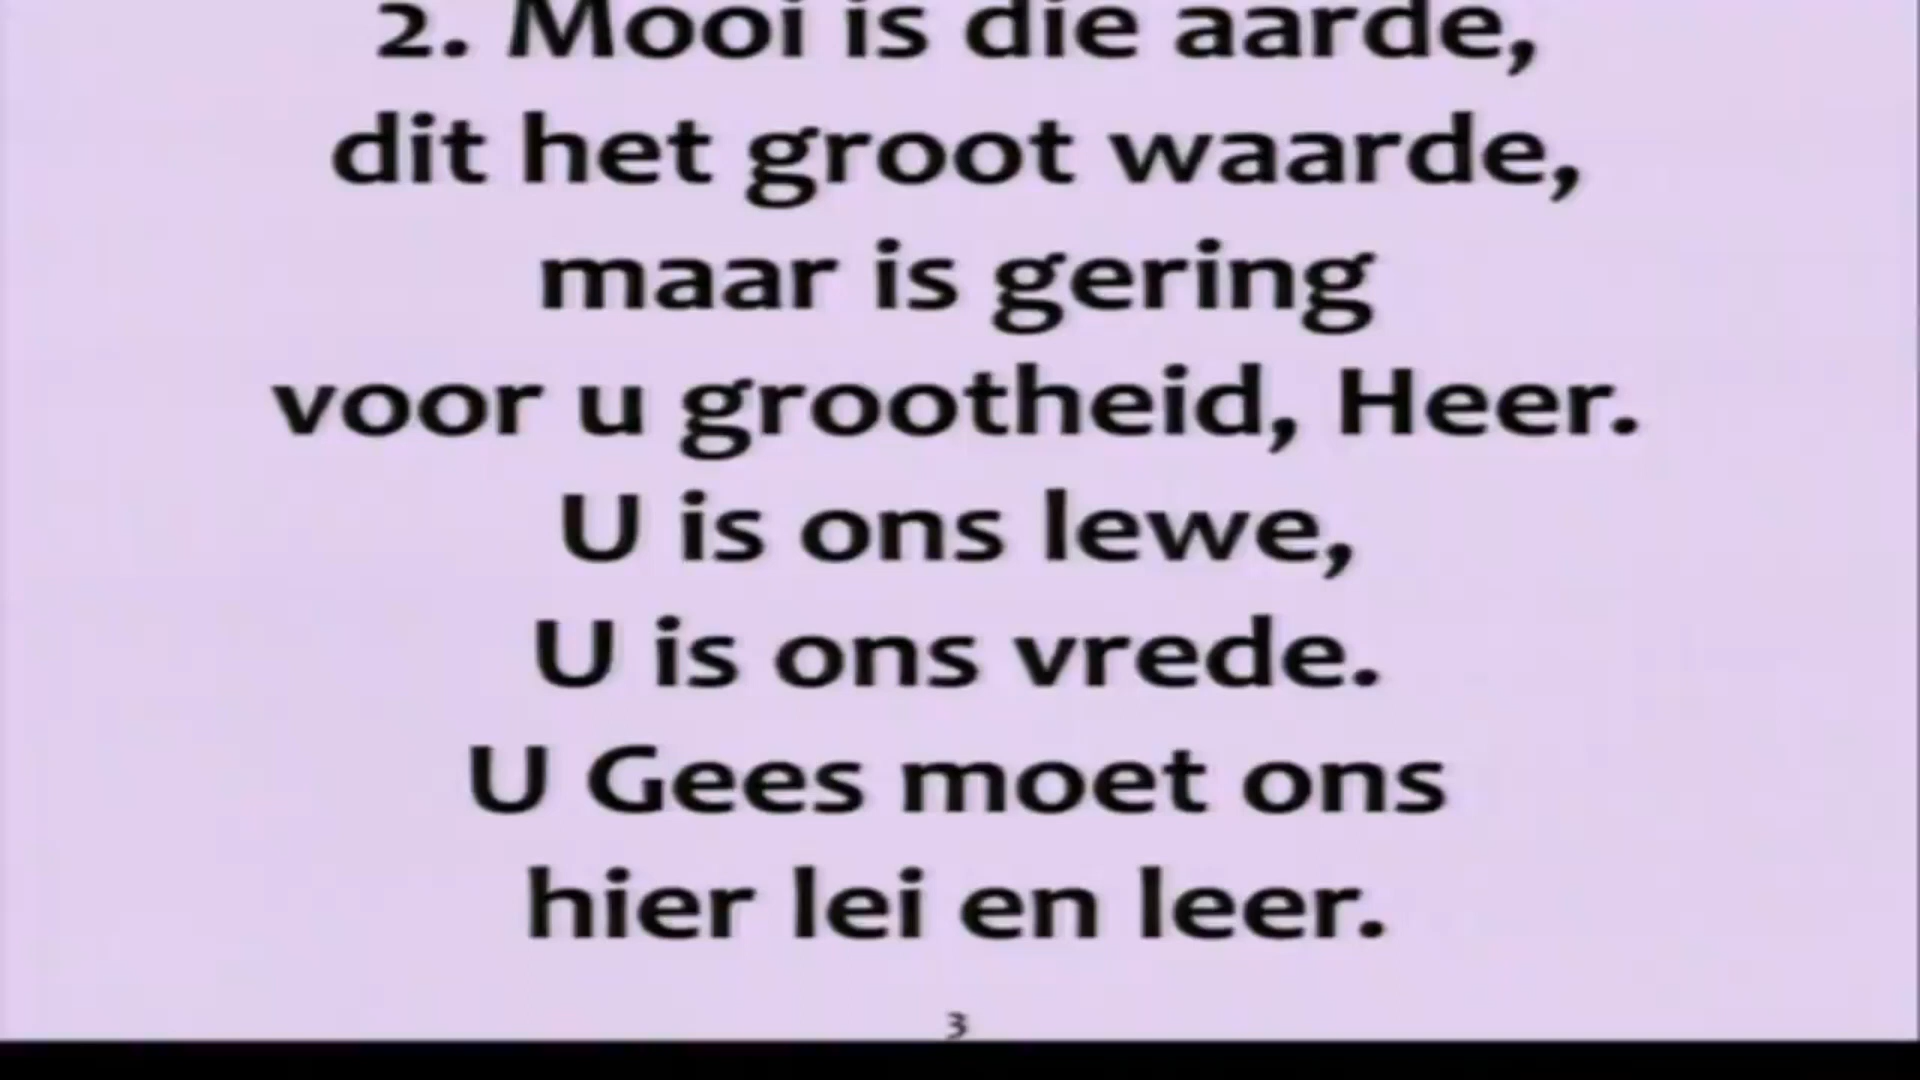 2. Mooi is die aarde,
dit het groot waarde,
maar is gering
voor u grootheid, Heer.
U is ons lewe,
U is ons vrede.
U Gees moet ons
hier lei en leer.
3